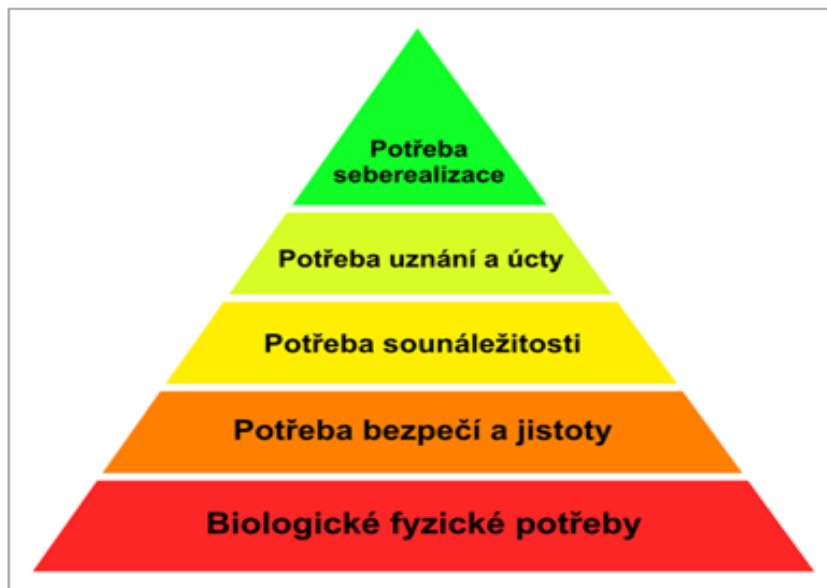 Potřeba
seberealizace
Potřeba uznání a úcty
Potřeba sounáležitosti
Potřeba bezpečí a jistoty
Biologické fyzické potřeby